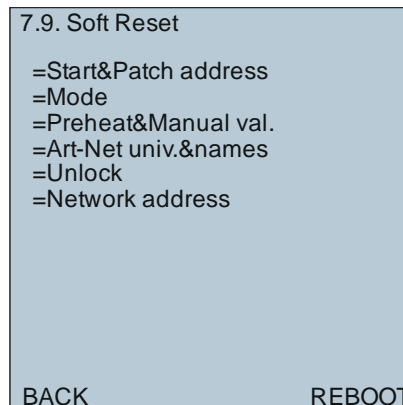 7.9. Soft Reset
=Start&Patch address
=Mode
=Preheat&Manual val.
=Art-Net univ.&names
=Unlock
=Network address
BACK REBOOT